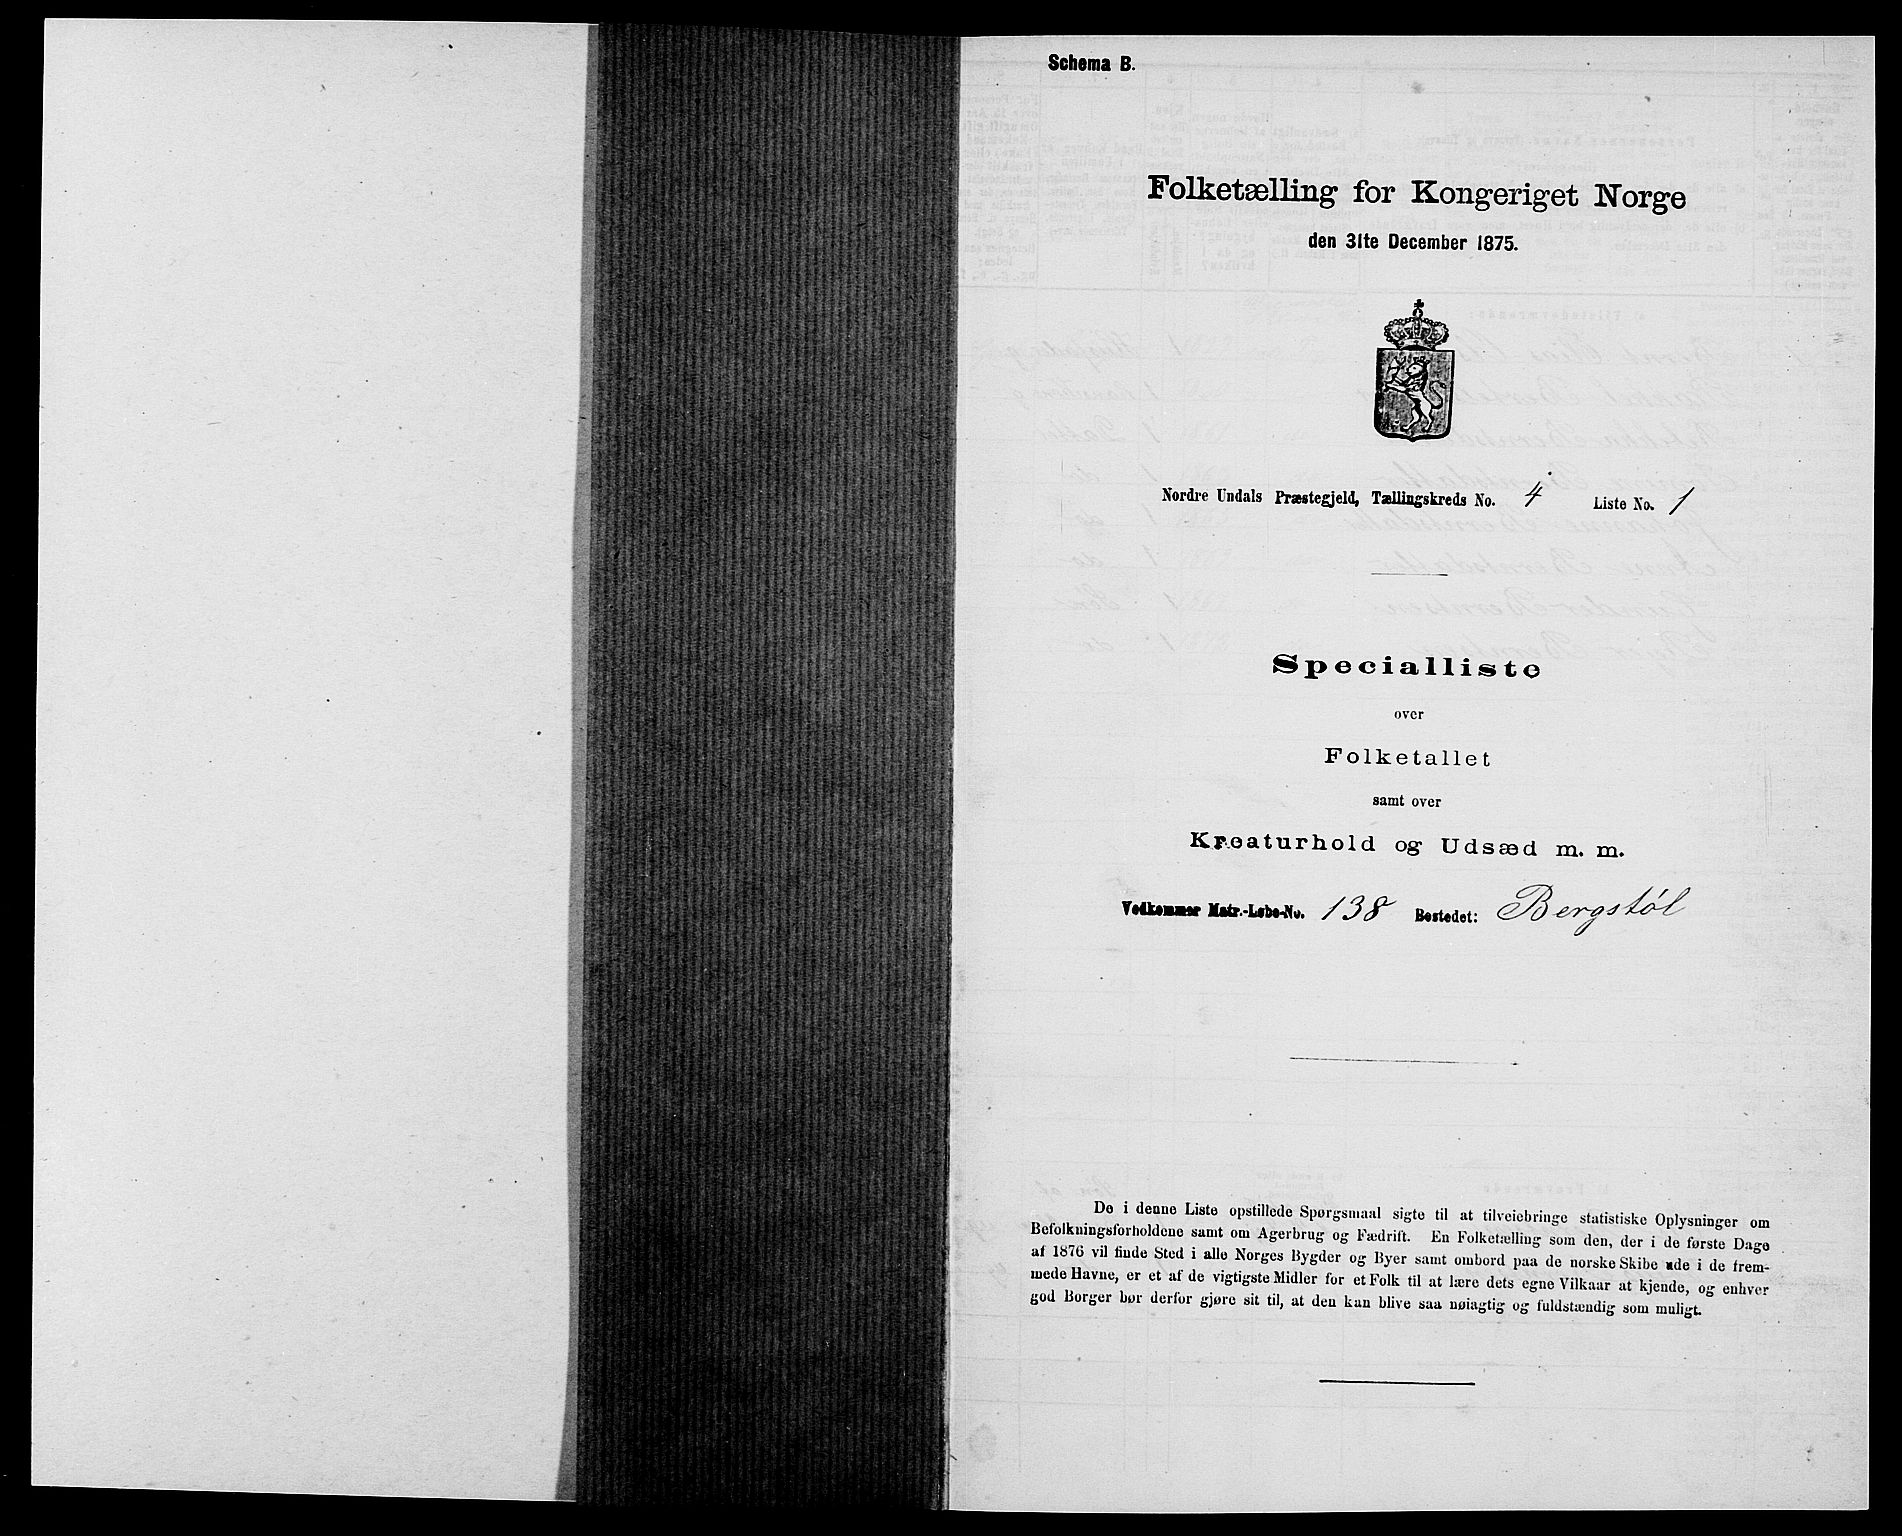 Schema B.
Folketælling for Kongeriget Norge
den 31te December 1875.
Nordre Undals Præstegjeld, Tællingskreds No. 4 Liste No. 1
Specialliste
over
Folketallet
samt over
Kreaturhold og Udsæd m. m.
Vedkommer Matr.-Løbe-No. 138 Bostedet: Bergstøl
De i denne Liste opstillede Spørgsmaal sigte til at tilveiebringe statistiske Oplysninger om
Befolkningsforholdene samt om Agerbrug og Fædrift. En Folketælling som den, der i de første Dage
af 1876 vil finde Sted i alle Norges Bygder og Byer samt ombord paa de norske Skibe ude i de frem-
mede Havne, er et af de vigtigste Midler for et Folk til at lære dets egne Vilkaar at kjende, og enhver
god Borger bør derfor gjøre sit til, at den kan blive saa nøiagtig og fuldstændig som muligt.